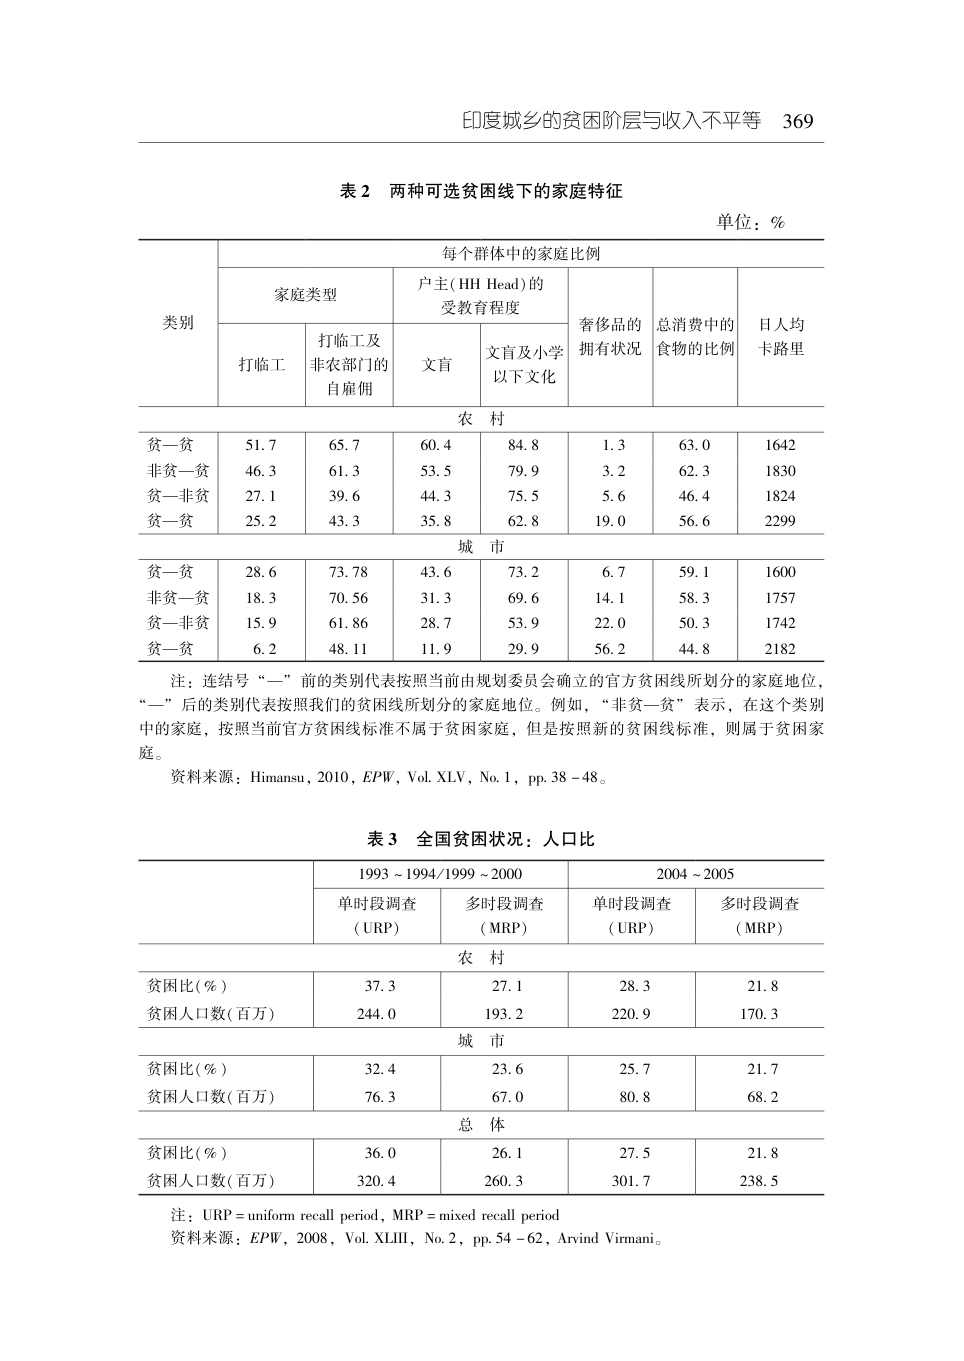 印度城乡的贫困阶层与收入不平等 369
表 2 两种可选贫困线下的家庭特征
单位：%
类别
每个群体中的家庭比例
家庭类型
户主(HH Head)的
受教育程度
奢侈品的
拥有状况
总消费中的
食物的比例
日人均
卡路里
打临工
打临工及
非农部门的
自雇佣
文盲
文盲及小学
以下文化
农 村
贫—贫 51.7 65.7 60.4 84.8 1.3 63.0 1642
非贫—贫 46.3 61.3 53.5 79.9 3.2 62.3 1830
贫—非贫 27.1 39.6 44.3 75.5 5.6 46.4 1824
贫—贫 25.2 43.3 35.8 62.8 19.0 56.6 2299
城 市
贫—贫 28.6 73.78 43.6 73.2 6.7 59.1 1600
非贫—贫 18.3 70.56 31.3 69.6 14.1 58.3 1757
贫—非贫 15.9 61.86 28.7 53.9 22.0 50.3 1742
贫—贫 6.2 48.11 11.9 29.9 56.2 44.8 2182
注：连结号“—”前的类别代表按照当前由规划委员会确立的官方贫困线所划分的家庭地位，
“—”后的类别代表按照我们的贫困线所划分的家庭地位。例如，“非贫—贫”表示，在这个类别
中的家庭，按照当前官方贫困线标准不属于贫困家庭，但是按照新的贫困线标准，则属于贫困家
庭。
资料来源：Himansu，2010，EPW，Vol. XLV，No. 1，pp. 38－48。
表 3 全国贫困状况：人口比
1993～1994/1999～2000 2004～2005
单时段调查 多时段调查 单时段调查 多时段调查
(URP) (MRP) (URP) (MRP)
农 村
贫困比(%) 37.3 27.1 28.3 21.8
贫困人口数(百万) 244.0 193.2 220.9 170.3
城 市
贫困比(%) 32.4 23.6 25.7 21.7
贫困人口数(百万) 76.3 67.0 80.8 68.2
总 体
贫困比(%) 36.0 26.1 27.5 21.8
贫困人口数(百万) 320.4 260.3 301.7 238.5
注：URP = uniform recall period，MRP = mixed recall period
资料来源：EPW，2008，Vol. XLIII，No. 2，pp. 54－62，Arvind Virmani。